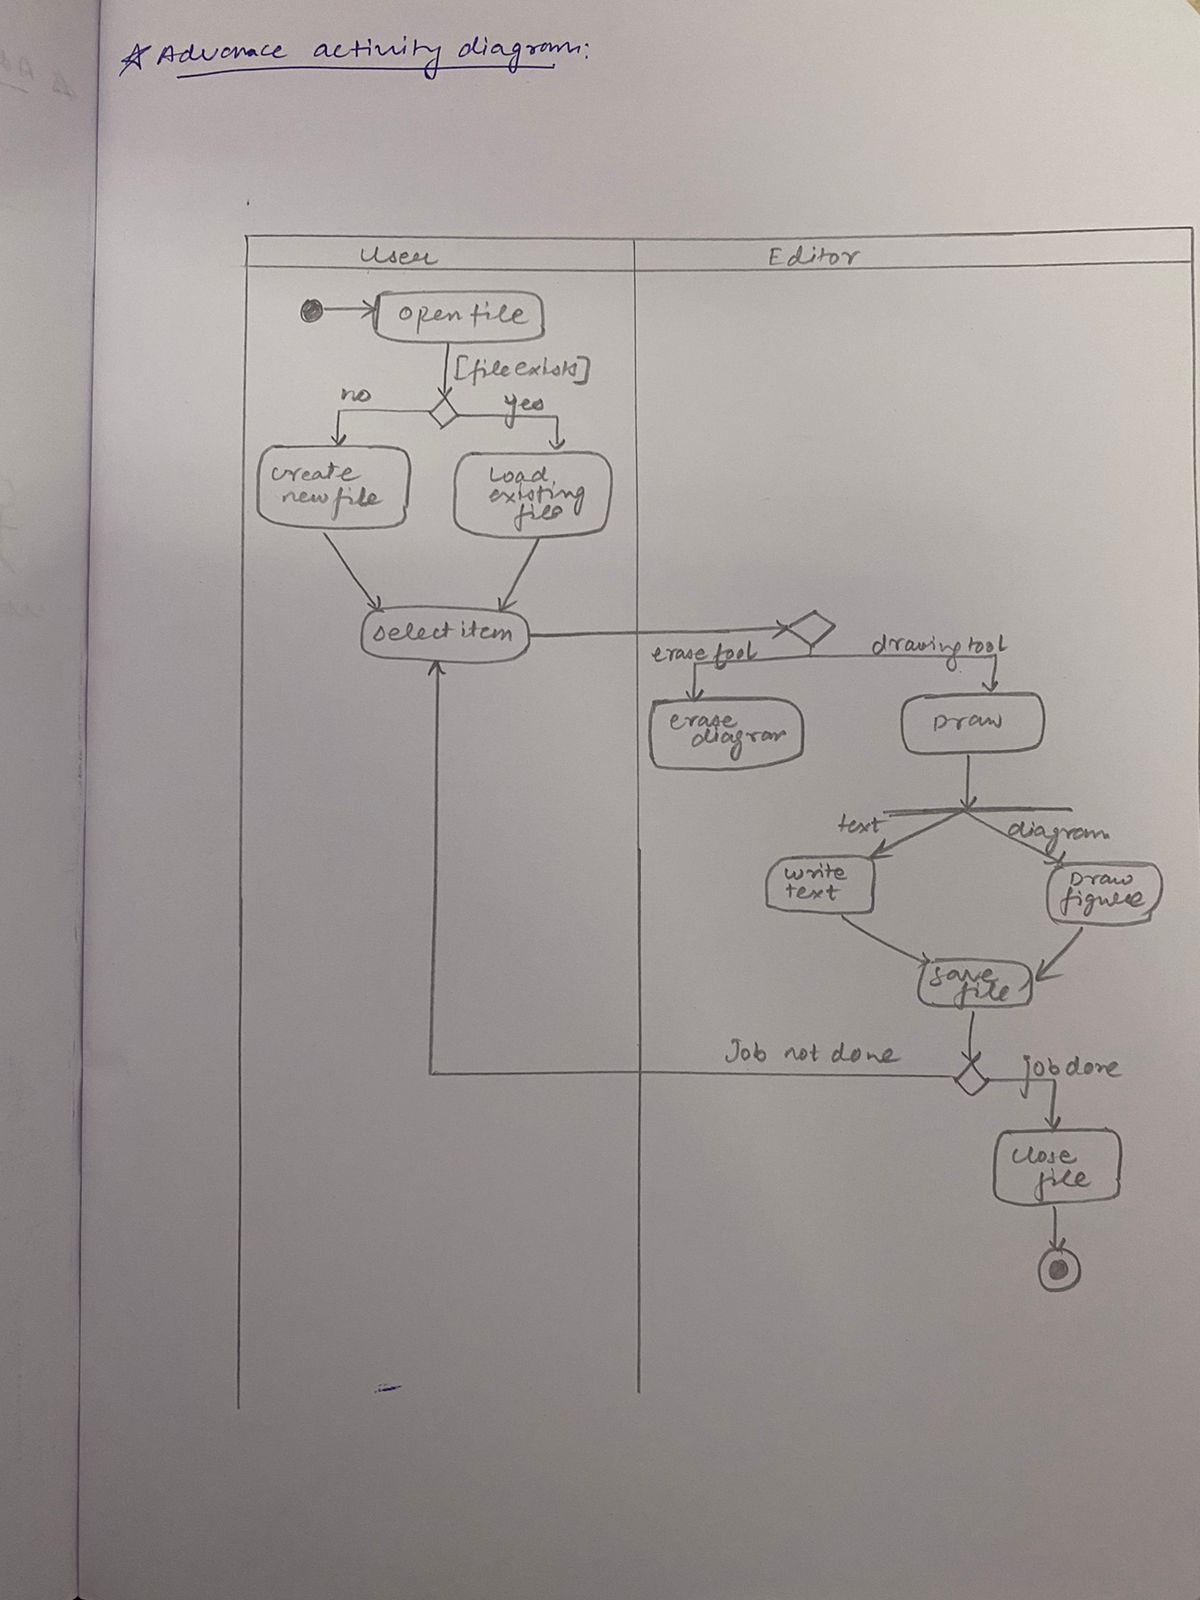 Advance activity diagram:
User
Editor
open file
[file exists]
no
yes
create
new file
Load
existing
file
select item
erase tool
drawing tool
erase
diagram
Draw
text
diagram
write
text
Draw
figure
save
file
Job not done
job done
close
file